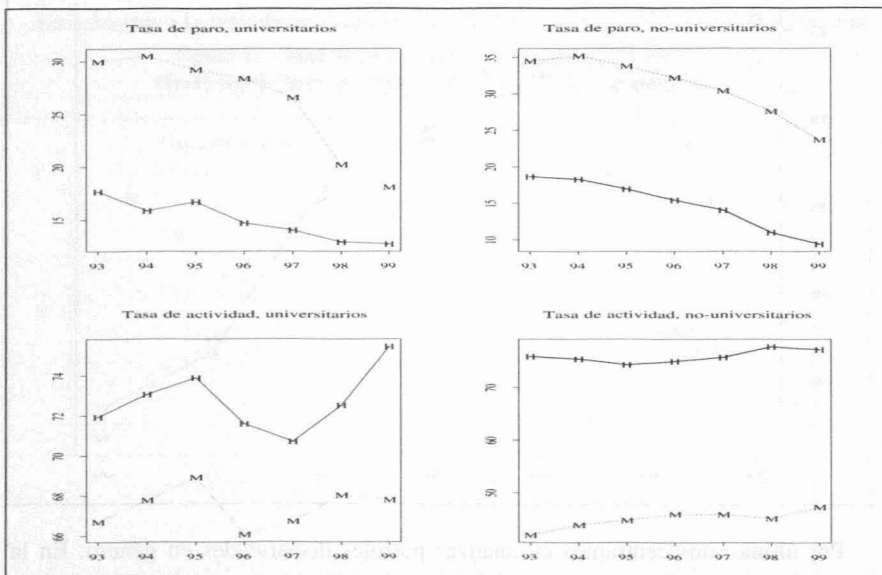 Tasa de paro, universitarios
Tasa de paro, no-universitarios
30
25
20
15
M M M M M M M
H H H H H H H
93 94 95 96 97 98 99
35
30
25
20
15
10
M M M M M M M
H H H H H H H
93 94 95 96 97 98 99
Tasa de actividad, universitarios
Tasa de actividad, no-universitarios
74
72
70
68
66
H H H H H H H
M M M M M M M
93 94 95 96 97 98 99
70
60
50
H H H H H H H
M M M M M M M
93 94 95 96 97 98 99